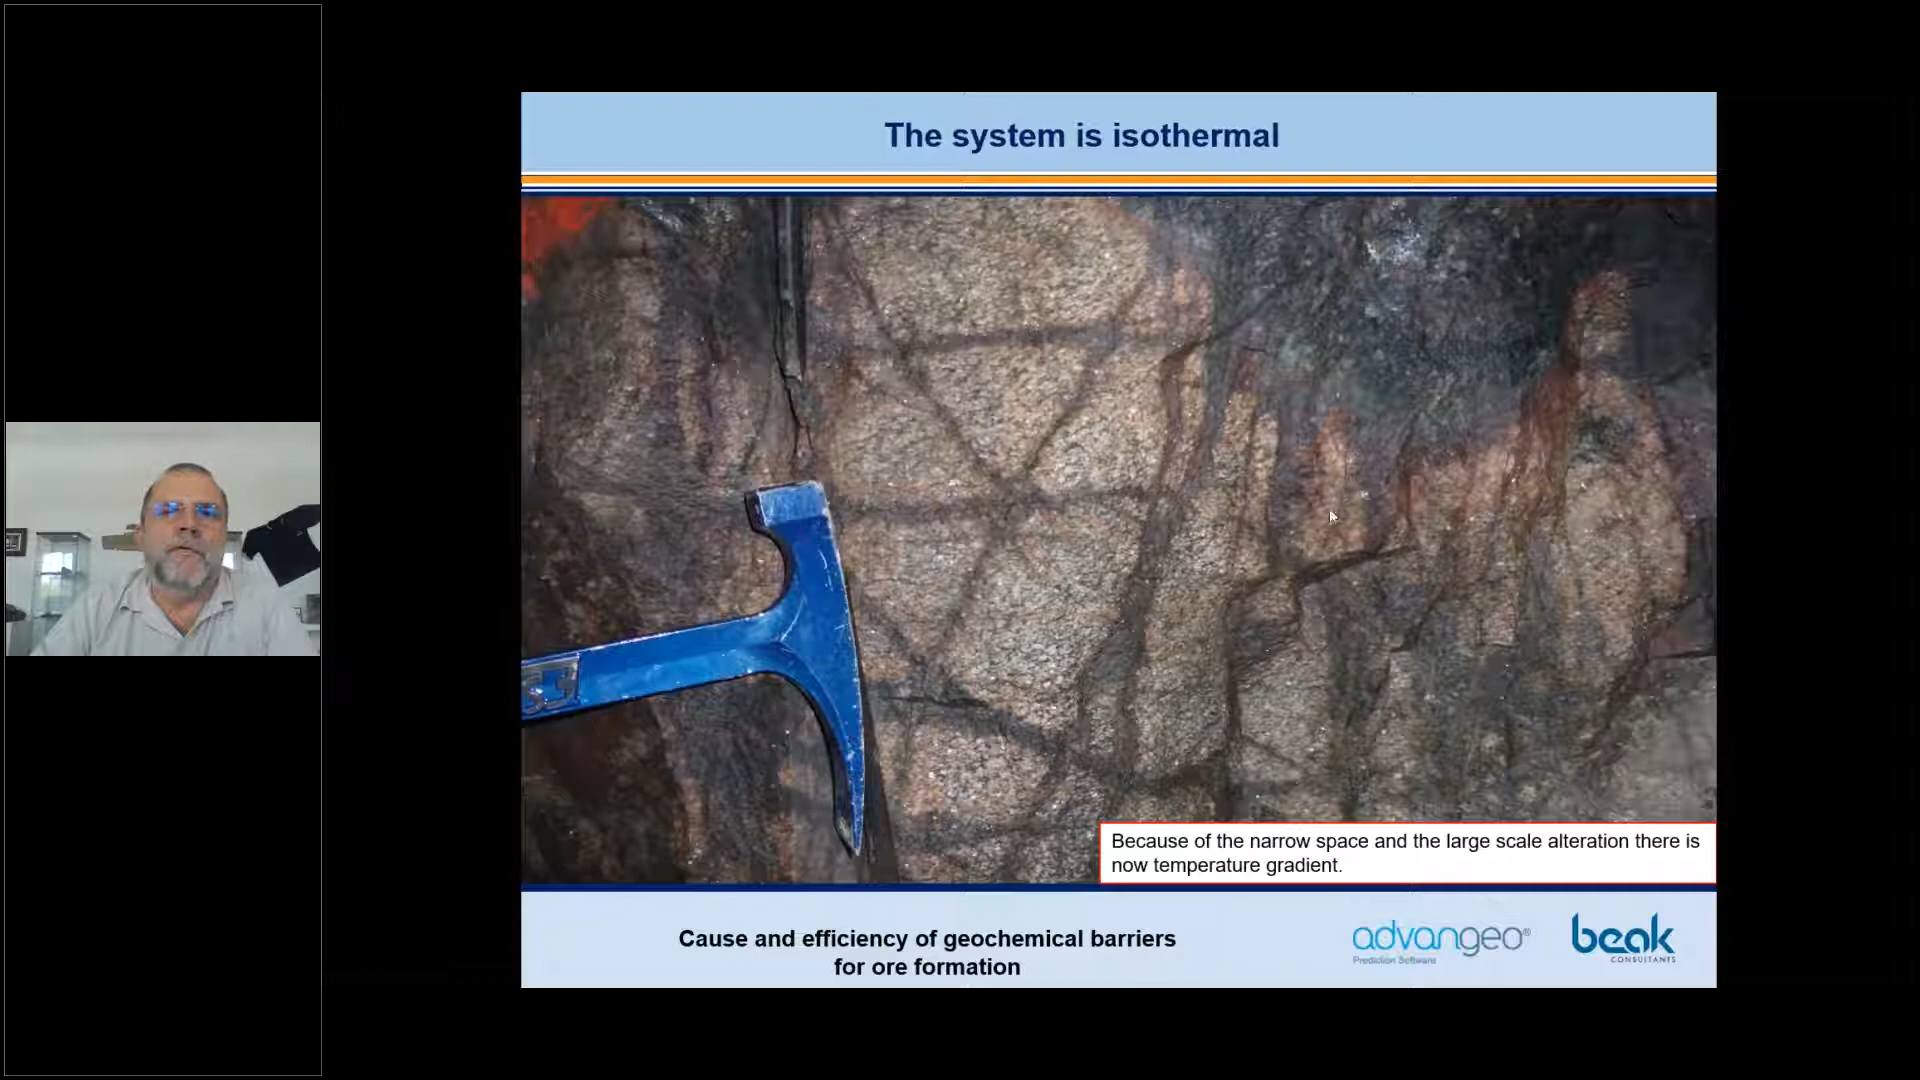 The system is isothermal
Because of the narrow space and the large scale alteration there is
now temperature gradient.
Cause and efficiency of geochemical barriers
for ore formation
advangeo®
Prediction Software
beak
CONSULTANTS